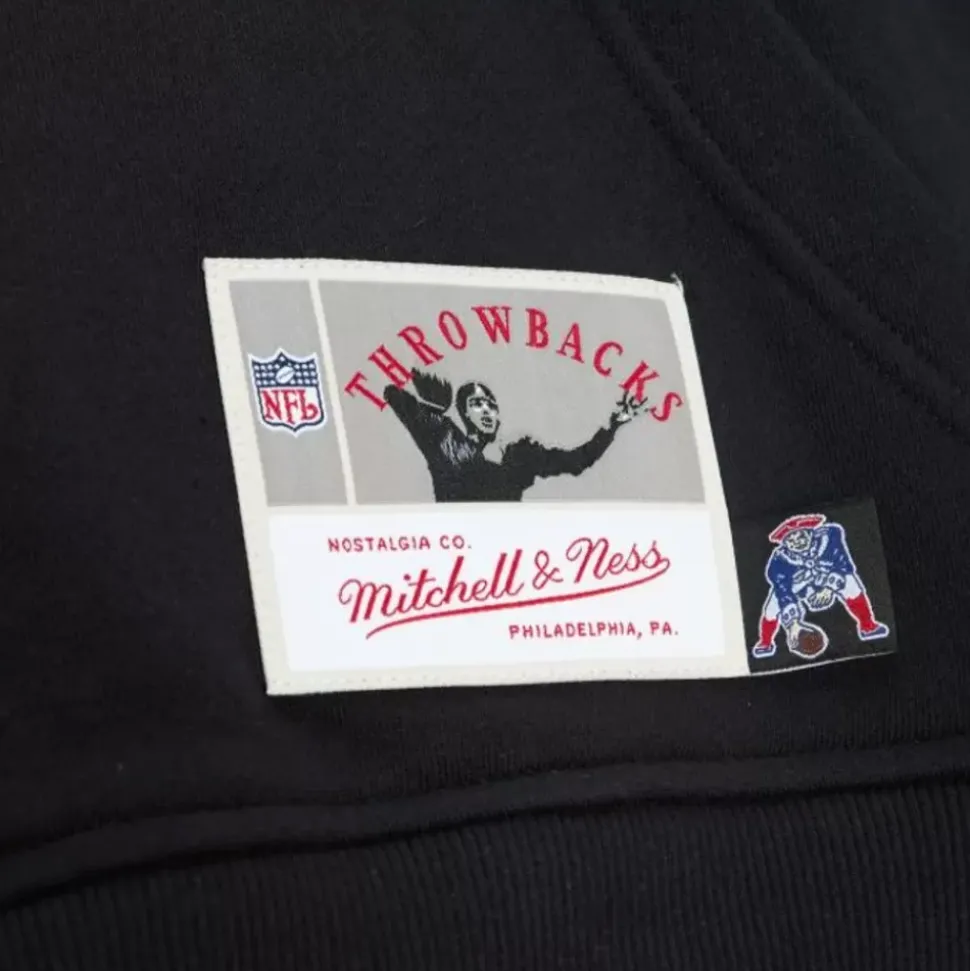 THROWBACKS
NFL
NOSTALGIA CO.
Mitchell & Ness
PHILADELPHIA, PA.